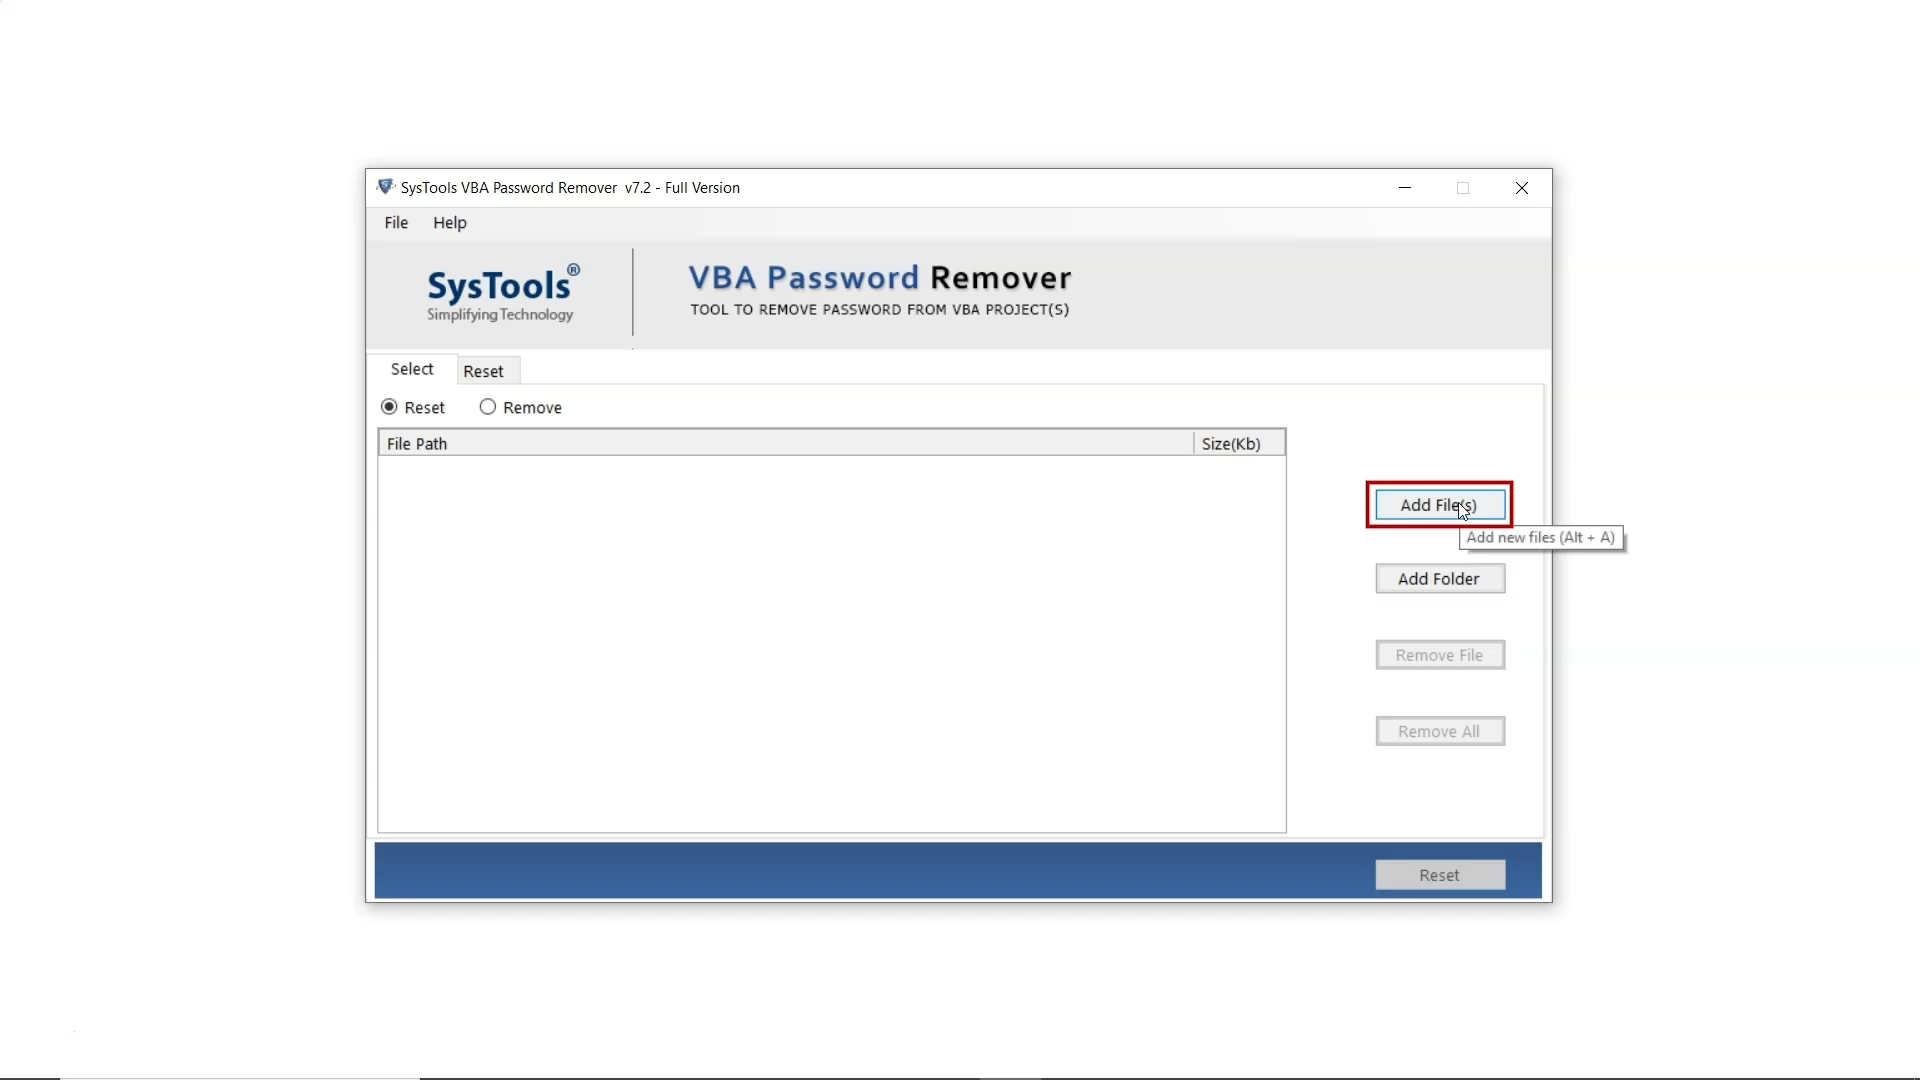 SysTools VBA Password Remover v7.2 - Full Version
File Help
SysTools®
Simplifying Technology
VBA Password Remover
TOOL TO REMOVE PASSWORD FROM VBA PROJECT(S)
Select Reset
Reset Remove
File Path Size(Kb)
Add File(s)
Add new files (Alt + A)
Add Folder
Remove File
Remove All
Reset